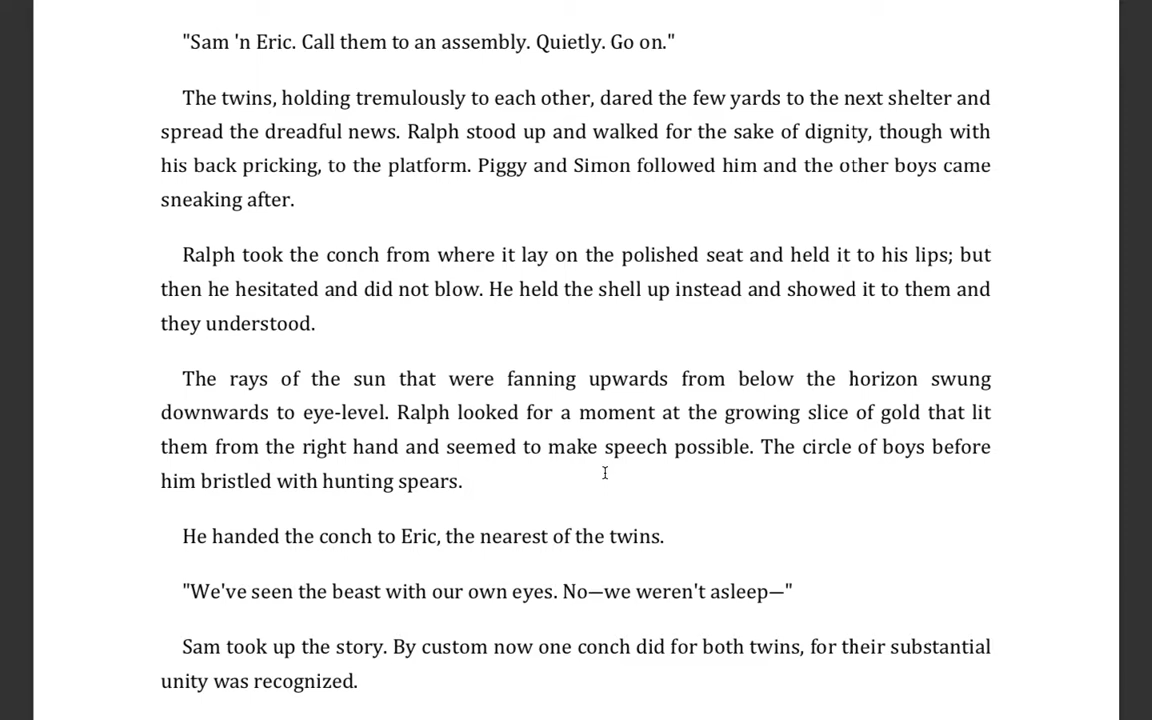 "Sam 'n Eric. Call them to an assembly. Quietly. Go on."
The twins, holding tremulously to each other, dared the few yards to the next shelter and
spread the dreadful news. Ralph stood up and walked for the sake of dignity, though with
his back pricking, to the platform. Piggy and Simon followed him and the other boys came
sneaking after.
Ralph took the conch from where it lay on the polished seat and held it to his lips; but
then he hesitated and did not blow. He held the shell up instead and showed it to them and
they understood.
The rays of the sun that were fanning upwards from below the horizon swung
downwards to eye-level. Ralph looked for a moment at the growing slice of gold that lit
them from the right hand and seemed to make speech possible. The circle of boys before
him bristled with hunting spears.
He handed the conch to Eric, the nearest of the twins.
"We've seen the beast with our own eyes. No—we weren't asleep—"
Sam took up the story. By custom now one conch did for both twins, for their substantial
unity was recognized.